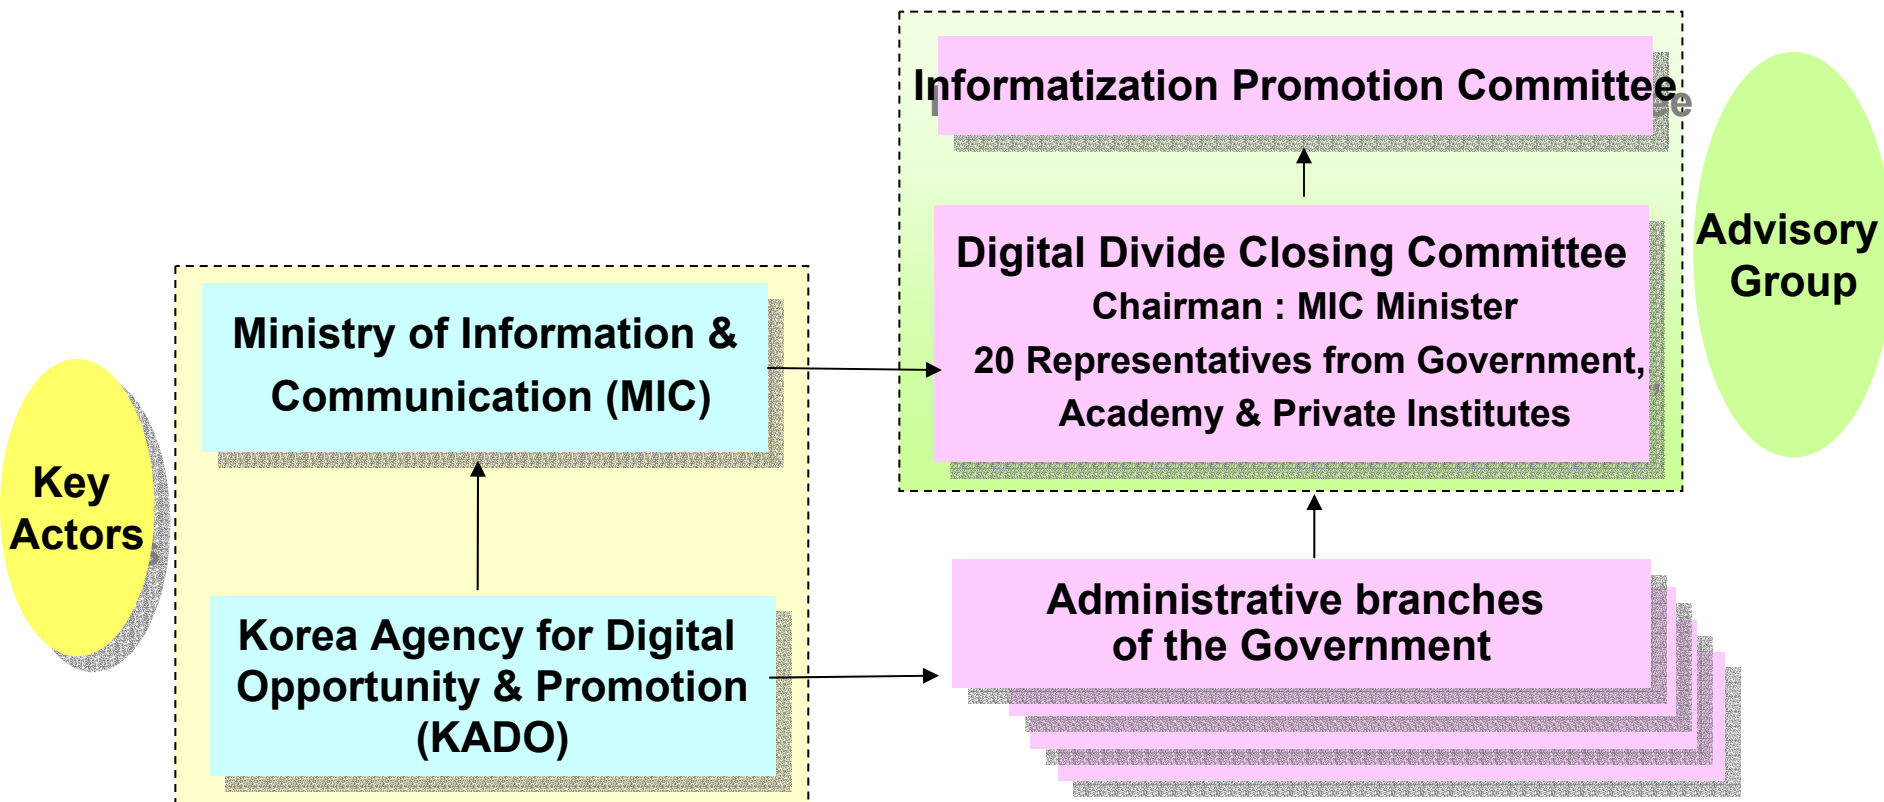 Informatization Promotion Committee
Digital Divide Closing Committee
Chairman : MIC Minister
20 Representatives from Government,
Academy & Private Institutes
Advisory
Group
Ministry of Information &
Communication (MIC)
Key
Actors
Korea Agency for Digital
Opportunity & Promotion
(KADO)
Administrative branches
of the Government